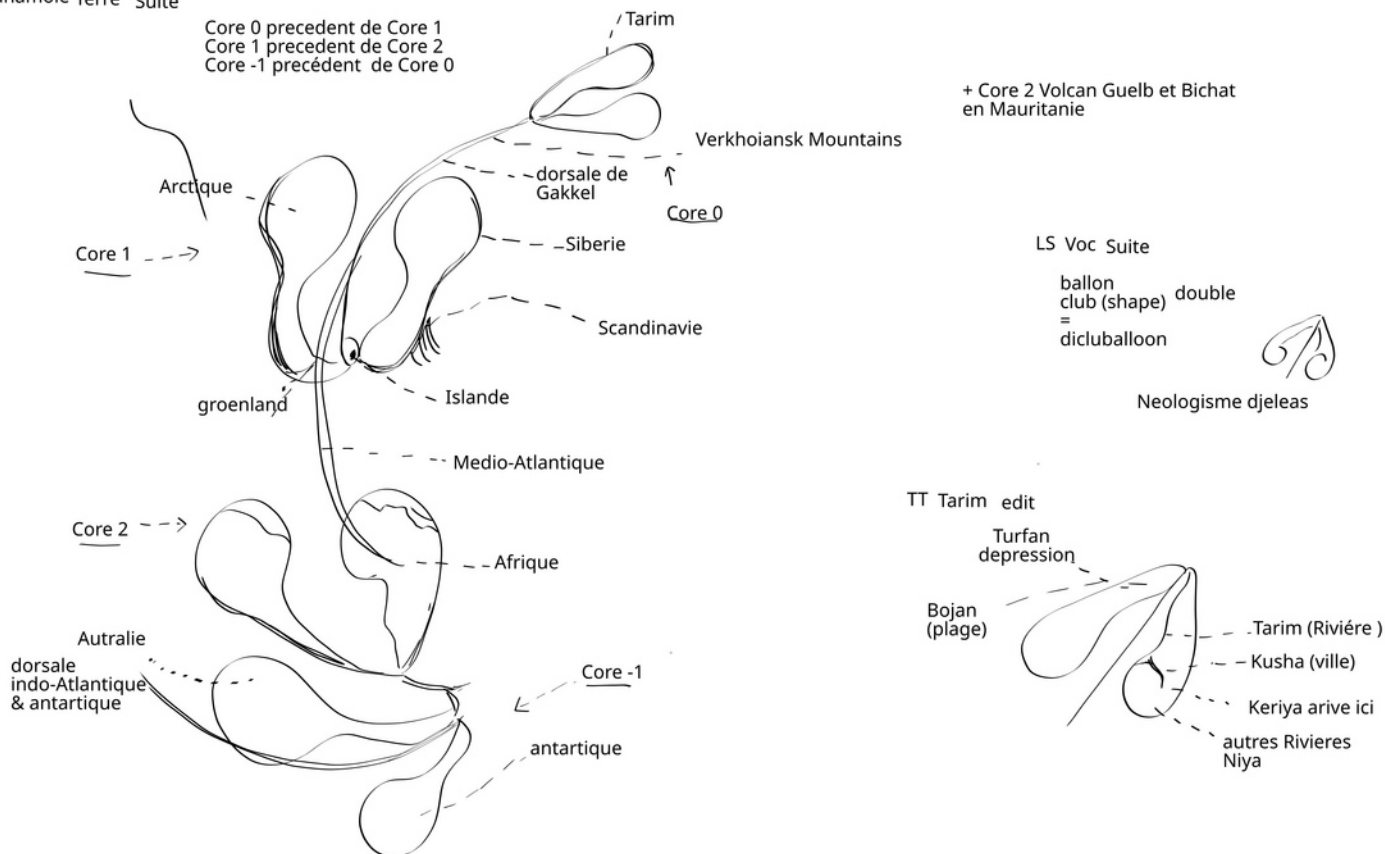 Terre Suite
Core 0 precedent de Core 1
Core 1 precedent de Core 2
Core -1 precédent de Core 0
Tarim
+ Core 2 Volcan Guelb et Bichat
en Mauritanie
Verkhoiansk Mountains
dorsale de
Gakkel
Arctique
Core 0
Core 1
Siberie
LS Voc Suite
ballon
club (shape) double
=
dicluballoon
Scandinavie
groenland
Islande
Neologisme djeleas
Medio-Atlantique
TT Tarim edit
Turfan
depression
Core 2
Afrique
Bojan
(plage)
Tarim (Riviére )
Kusha (ville)
Keriya arive ici
autres Rivieres
Niya
Autralie
dorsale
indo-Atlantique
& antartique
Core -1
antartique